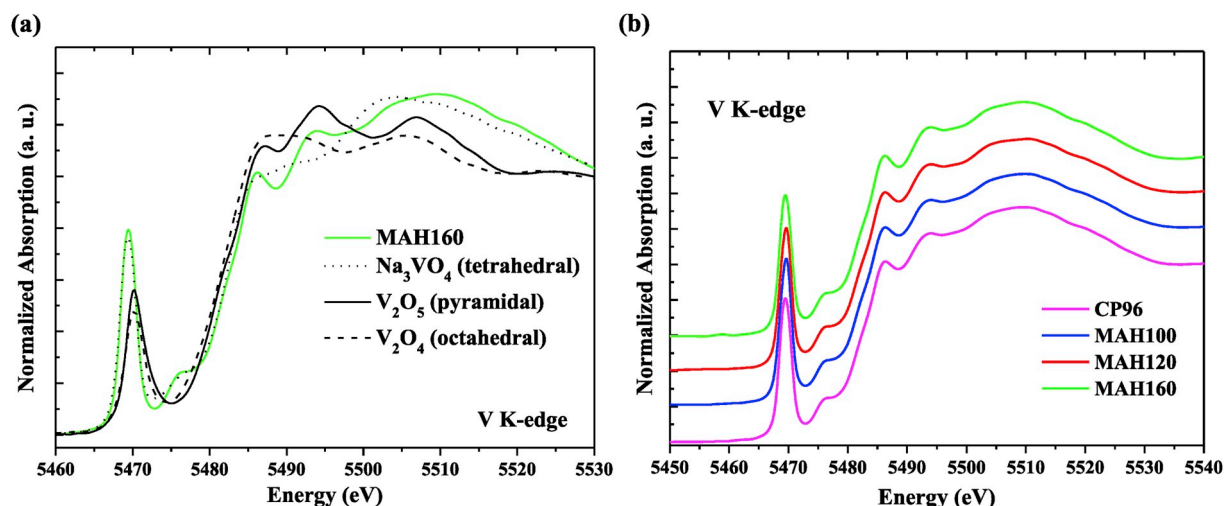 (a)
Normalized Absorption (a. u.)
MAH160
Na₃VO₄ (tetrahedral)
V₂O₅ (pyramidal)
V₂O₄ (octahedral)
V K-edge
5460 5470 5480 5490 5500 5510 5520 5530
Energy (eV)
(b)
Normalized Absorption (a. u.)
V K-edge
CP96
MAH100
MAH120
MAH160
5450 5460 5470 5480 5490 5500 5510 5520 5530 5540
Energy (eV)